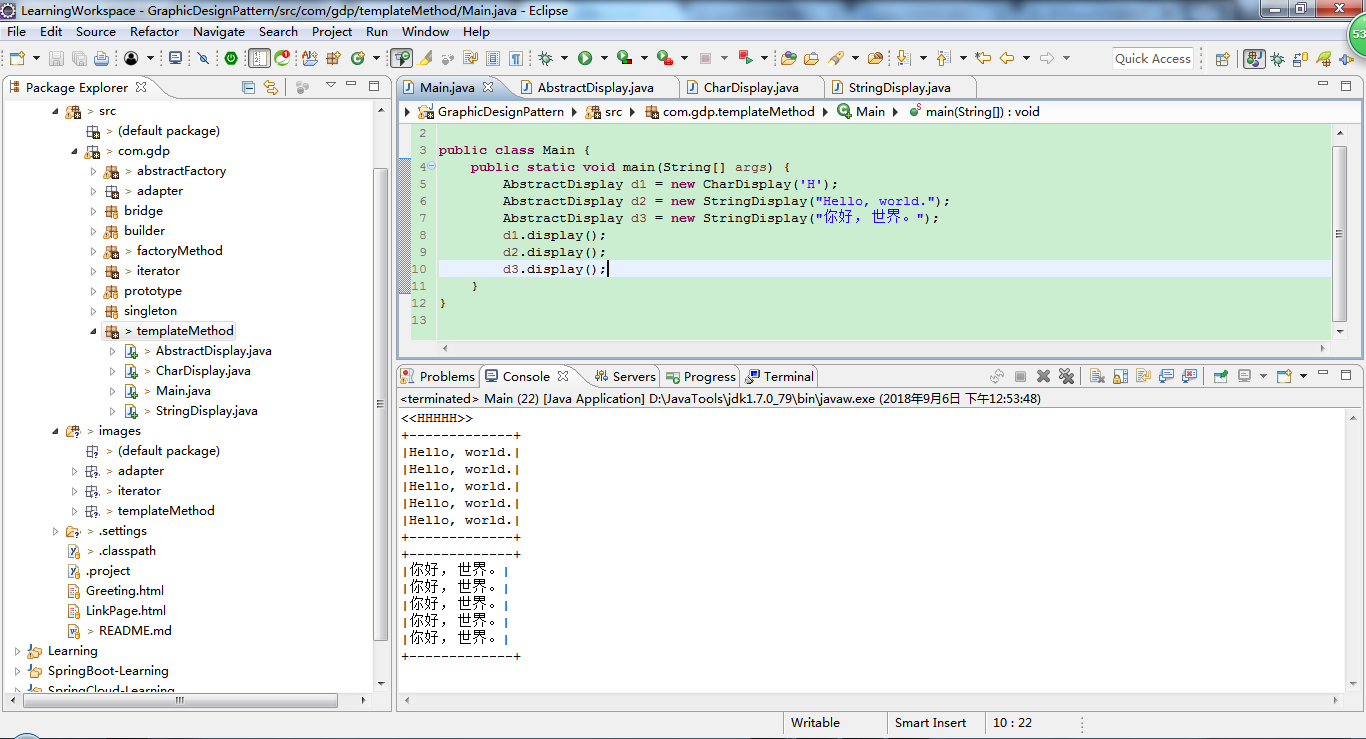 LearningWorkspace - GraphicDesignPattern/src/com/gdp/templateMethod/Main.java - Eclipse
File Edit Source Refactor Navigate Search Project Run Window Help
53
Quick Access
Package Explorer
> src
> (default package)
> com.gdp
> abstractFactory
> adapter
bridge
builder
> factoryMethod
> iterator
prototype
singleton
> templateMethod
> AbstractDisplay.java
> CharDisplay.java
> Main.java
> StringDisplay.java
> images
> (default package)
> adapter
> iterator
> templateMethod
> .settings
> .classpath
.project
Greeting.html
LinkPage.html
> README.md
Learning
SpringBoot-Learning
SpringCloud-Learning
Main.java AbstractDisplay.java CharDisplay.java StringDisplay.java
GraphicDesignPattern src com.gdp.templateMethod Main main(String[]) : void
2
3 public class Main {
4 public static void main(String[] args) {
5 AbstractDisplay d1 = new CharDisplay('H');
6 AbstractDisplay d2 = new StringDisplay("Hello, world.");
7 AbstractDisplay d3 = new StringDisplay("你好，世界。");
8 d1.display();
9 d2.display();
10 d3.display();
11 }
12 }
13
Problems Console Servers Progress Terminal
<terminated> Main (22) [Java Application] D:\JavaTools\jdk1.7.0_79\bin\javaw.exe (2018年9月6日 下午12:53:48)
<<HHHHH>>
+-------------+
|Hello, world.|
|Hello, world.|
|Hello, world.|
|Hello, world.|
|Hello, world.|
+-------------+
+-------------+
|你好，世界。|
|你好，世界。|
|你好，世界。|
|你好，世界。|
|你好，世界。|
+-------------+
Writable Smart Insert 10 : 22